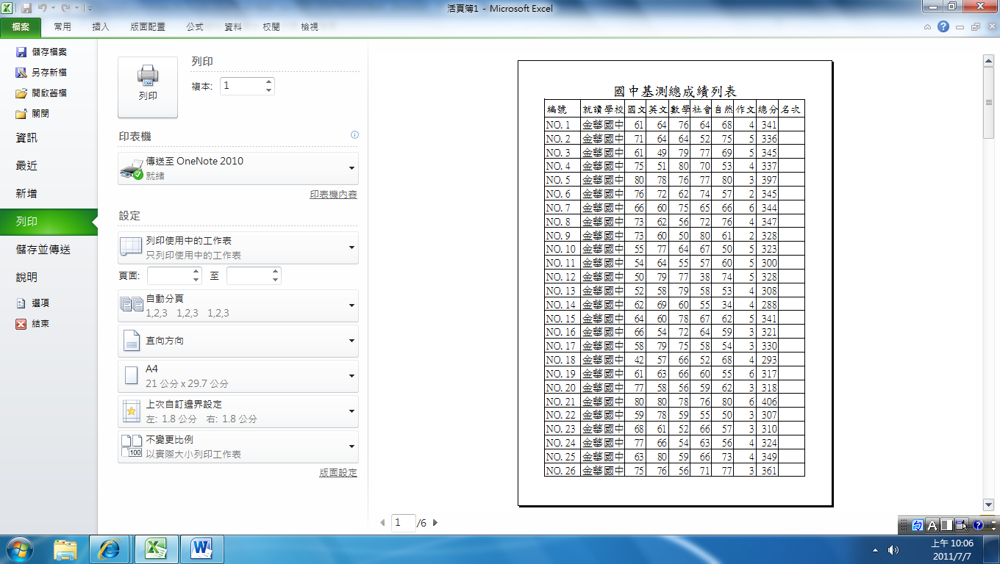 活頁簿1 - Microsoft Excel
檔案 常用 插入 版面配置 公式 資料 校閱 檢視
儲存檔案
另存新檔
開啟舊檔
關閉
資訊
最近
新增
列印
儲存並傳送
說明
選項
結束
列印
列印
複本: 1
印表機
傳送至 OneNote 2010
就緒
印表機內容
設定
列印使用中的工作表
只列印使用中的工作表
頁面: 至
自動分頁
1,2,3 1,2,3 1,2,3
直向方向
A4
21 公分 x 29.7 公分
上次自訂邊界設定
左: 1.8 公分 右: 1.8 公分
不變更比例
100
以實際大小列印工作表
版面設定
國中基測總成績列表
編號 就讀學校 國文 英文 數學 社會 自然 作文 總分 名次
NO. 1 金華國中 61 64 76 64 68 4 341
NO. 2 金華國中 71 64 64 52 75 5 336
NO. 3 金華國中 61 49 79 77 69 5 345
NO. 4 金華國中 75 51 80 70 53 4 337
NO. 5 金華國中 80 78 76 77 80 3 397
NO. 6 金華國中 76 72 62 74 57 2 345
NO. 7 金華國中 66 60 75 65 66 6 344
NO. 8 金華國中 73 62 56 72 76 4 347
NO. 9 金華國中 73 60 50 80 61 2 328
NO. 10 金華國中 55 77 64 67 50 5 323
NO. 11 金華國中 54 64 55 57 60 5 300
NO. 12 金華國中 50 79 77 38 74 5 328
NO. 13 金華國中 52 58 79 58 53 4 308
NO. 14 金華國中 62 69 60 55 34 4 288
NO. 15 金華國中 64 60 78 67 62 5 341
NO. 16 金華國中 66 54 72 64 59 3 321
NO. 17 金華國中 58 79 75 58 54 3 330
NO. 18 金華國中 42 57 66 52 68 4 293
NO. 19 金華國中 61 63 66 60 55 6 317
NO. 20 金華國中 77 58 56 59 62 3 318
NO. 21 金華國中 80 80 78 76 80 6 406
NO. 22 金華國中 59 78 59 55 50 3 307
NO. 23 金華國中 68 61 52 66 57 3 310
NO. 24 金華國中 77 66 54 63 56 4 324
NO. 25 金華國中 63 80 59 66 73 4 349
NO. 26 金華國中 75 76 56 71 77 3 361
1 /6
上午 10:06
2011/7/7